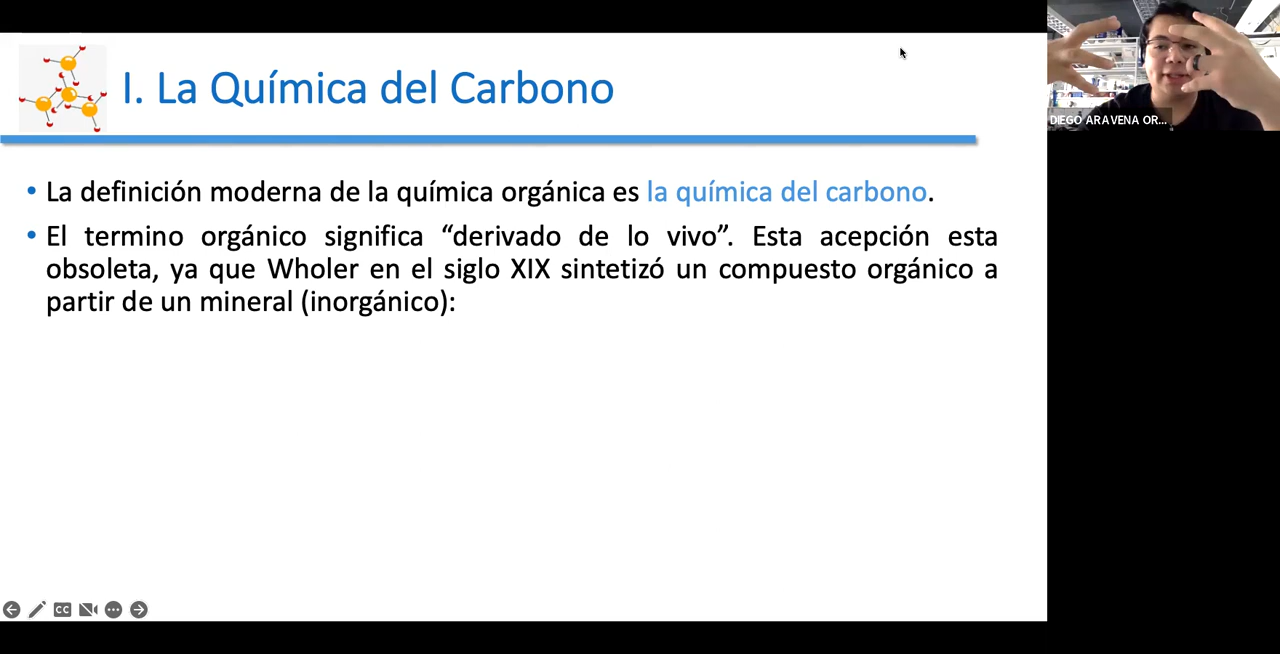 I. La Química del Carbono
DIEGO ARAVENA OR...
• La definición moderna de la química orgánica es la química del carbono.
• El termino orgánico significa “derivado de lo vivo”. Esta acepción esta
obsoleta, ya que Wholer en el siglo XIX sintetizó un compuesto orgánico a
partir de un mineral (inorgánico):
CC